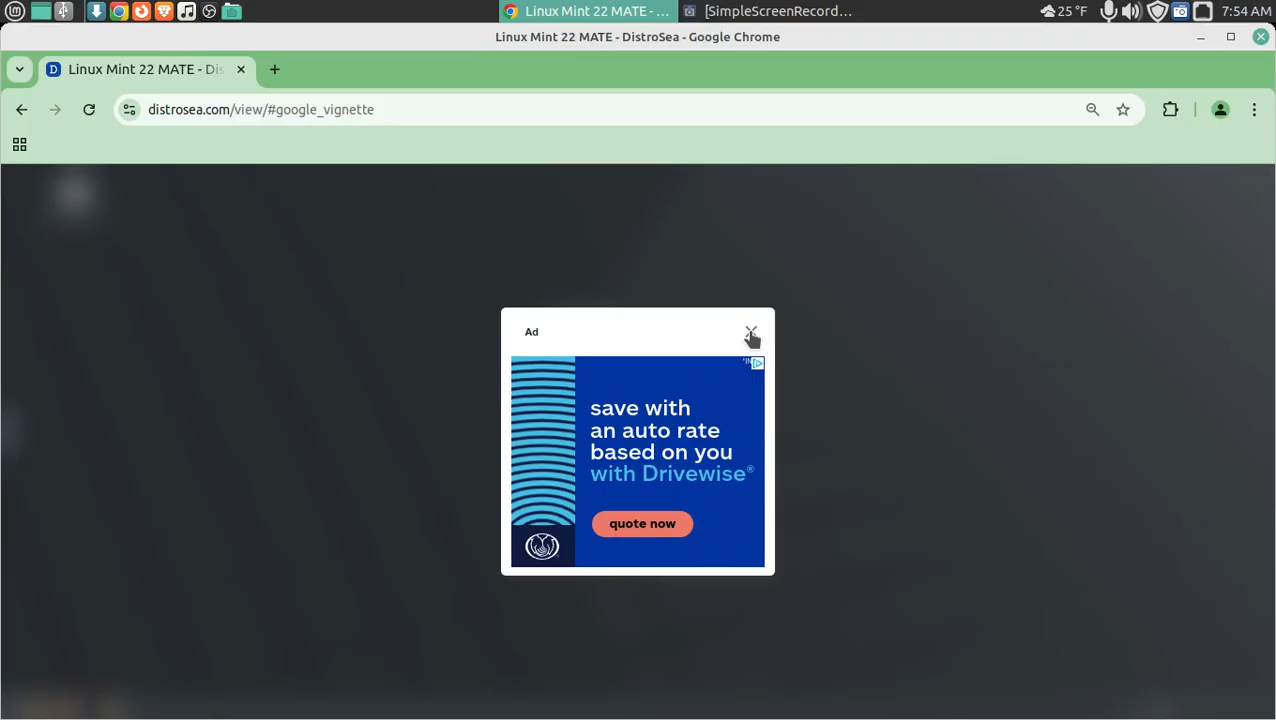 Linux Mint 22 MATE - ...
[SimpleScreenRecord...
25 °F
7:54 AM
Linux Mint 22 MATE - DistroSea - Google Chrome
Linux Mint 22 MATE - Dis
distrosea.com/view/#google_vignette
Ad
save with
an auto rate
based on you
with Drivewise®
quote now